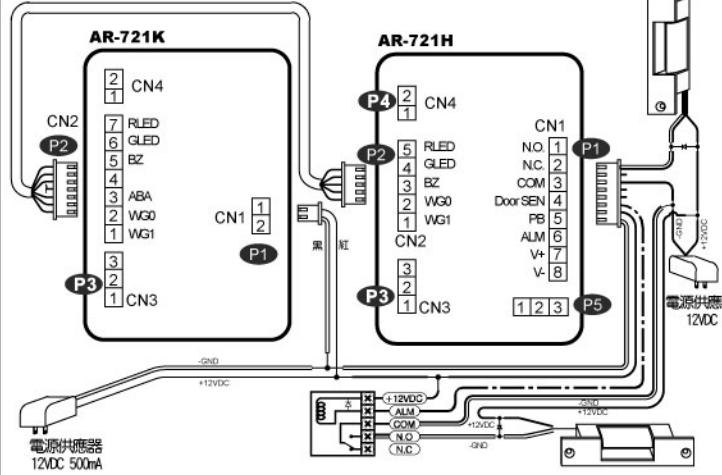 AR-721K
2
1
CN4
CN2
P2
7 RLED
6 GLED
5 BZ
4
3 ABA
2 WG0
1 WG1
CN1
1
2
P1
P3
3
2
1
CN3
黑 紅
AR-721H
P4
2
1
CN4
P2
5 RLED
4 GLED
3 BZ
2 WG0
1 WG1
CN2
P3
3
2
1
CN3
CN1
P1
N.O. 1
N.C. 2
COM 3
Door SEN 4
PB 5
ALM 6
V+ 7
V- 8
1 2 3
P5
-GND
+12VDC
電源供應
12VDC
-GND
+12VDC
電源供應器
12VDC 500mA
+12VDC
ALM
COM
N.O
N.C
-GND
+12VDC
+12VDC
-GND